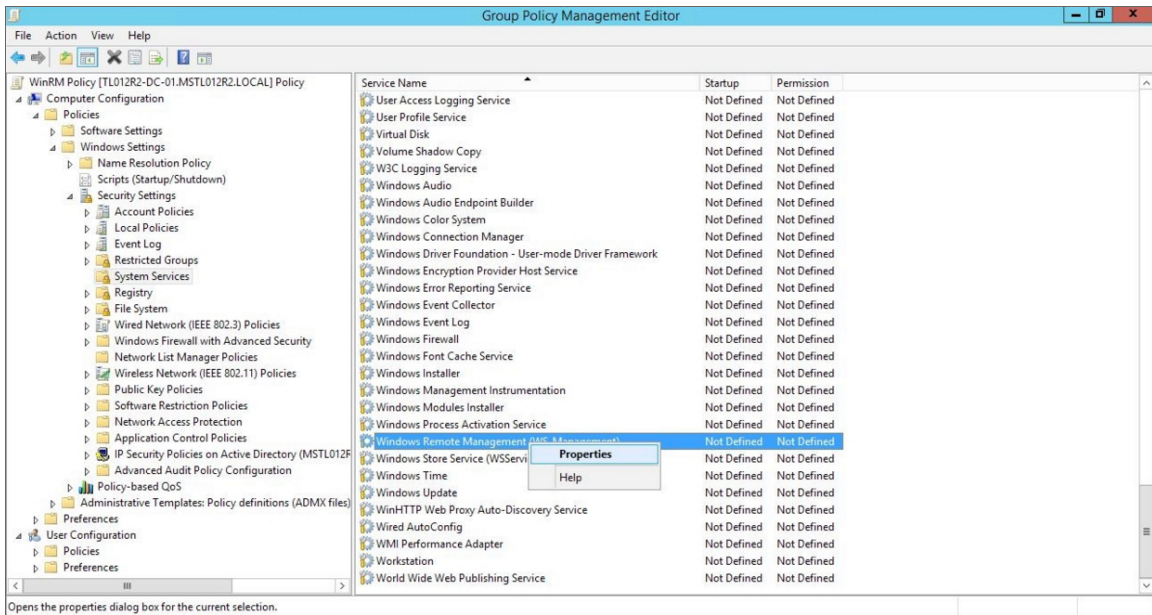 Group Policy Management Editor
File Action View Help
WinRM Policy [TL012R2-DC-01.MSTL012R2.LOCAL] Policy
Computer Configuration
Policies
Software Settings
Windows Settings
Name Resolution Policy
Scripts (Startup/Shutdown)
Security Settings
Account Policies
Local Policies
Event Log
Restricted Groups
System Services
Registry
File System
Wired Network (IEEE 802.3) Policies
Windows Firewall with Advanced Security
Network List Manager Policies
Wireless Network (IEEE 802.11) Policies
Public Key Policies
Software Restriction Policies
Network Access Protection
Application Control Policies
IP Security Policies on Active Directory (MSTL012R
Advanced Audit Policy Configuration
Policy-based QoS
Administrative Templates: Policy definitions (ADMX files)
Preferences
User Configuration
Policies
Preferences
Service Name Startup Permission
User Access Logging Service Not Defined Not Defined
User Profile Service Not Defined Not Defined
Virtual Disk Not Defined Not Defined
Volume Shadow Copy Not Defined Not Defined
W3C Logging Service Not Defined Not Defined
Windows Audio Not Defined Not Defined
Windows Audio Endpoint Builder Not Defined Not Defined
Windows Color System Not Defined Not Defined
Windows Connection Manager Not Defined Not Defined
Windows Driver Foundation - User-mode Driver Framework Not Defined Not Defined
Windows Encryption Provider Host Service Not Defined Not Defined
Windows Error Reporting Service Not Defined Not Defined
Windows Event Collector Not Defined Not Defined
Windows Event Log Not Defined Not Defined
Windows Firewall Not Defined Not Defined
Windows Font Cache Service Not Defined Not Defined
Windows Installer Not Defined Not Defined
Windows Management Instrumentation Not Defined Not Defined
Windows Modules Installer Not Defined Not Defined
Windows Process Activation Service Not Defined Not Defined
Windows Remote Management (WS-Management) Not Defined Not Defined
Windows Store Service (WSServi Not Defined Not Defined
Properties
Windows Time Not Defined Not Defined
Help
Windows Update Not Defined Not Defined
WinHTTP Web Proxy Auto-Discovery Service Not Defined Not Defined
Wired AutoConfig Not Defined Not Defined
WMI Performance Adapter Not Defined Not Defined
Workstation Not Defined Not Defined
World Wide Web Publishing Service Not Defined Not Defined
Opens the properties dialog box for the current selection.